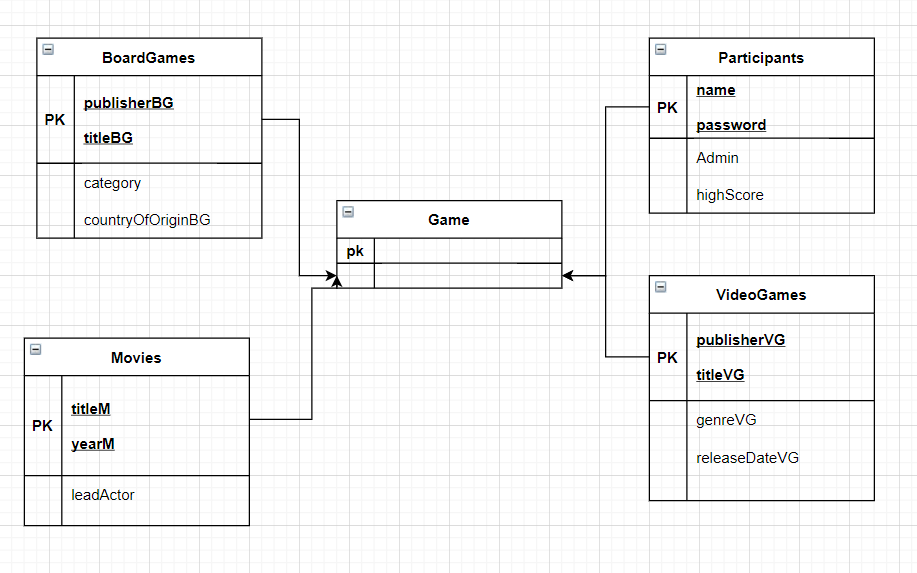 BoardGames
PK
publisherBG
titleBG
category
countryOfOriginBG
Participants
PK
name
password
Admin
highScore
Game
pk
Movies
PK
titleM
yearM
leadActor
VideoGames
PK
publisherVG
titleVG
genreVG
releaseDateVG